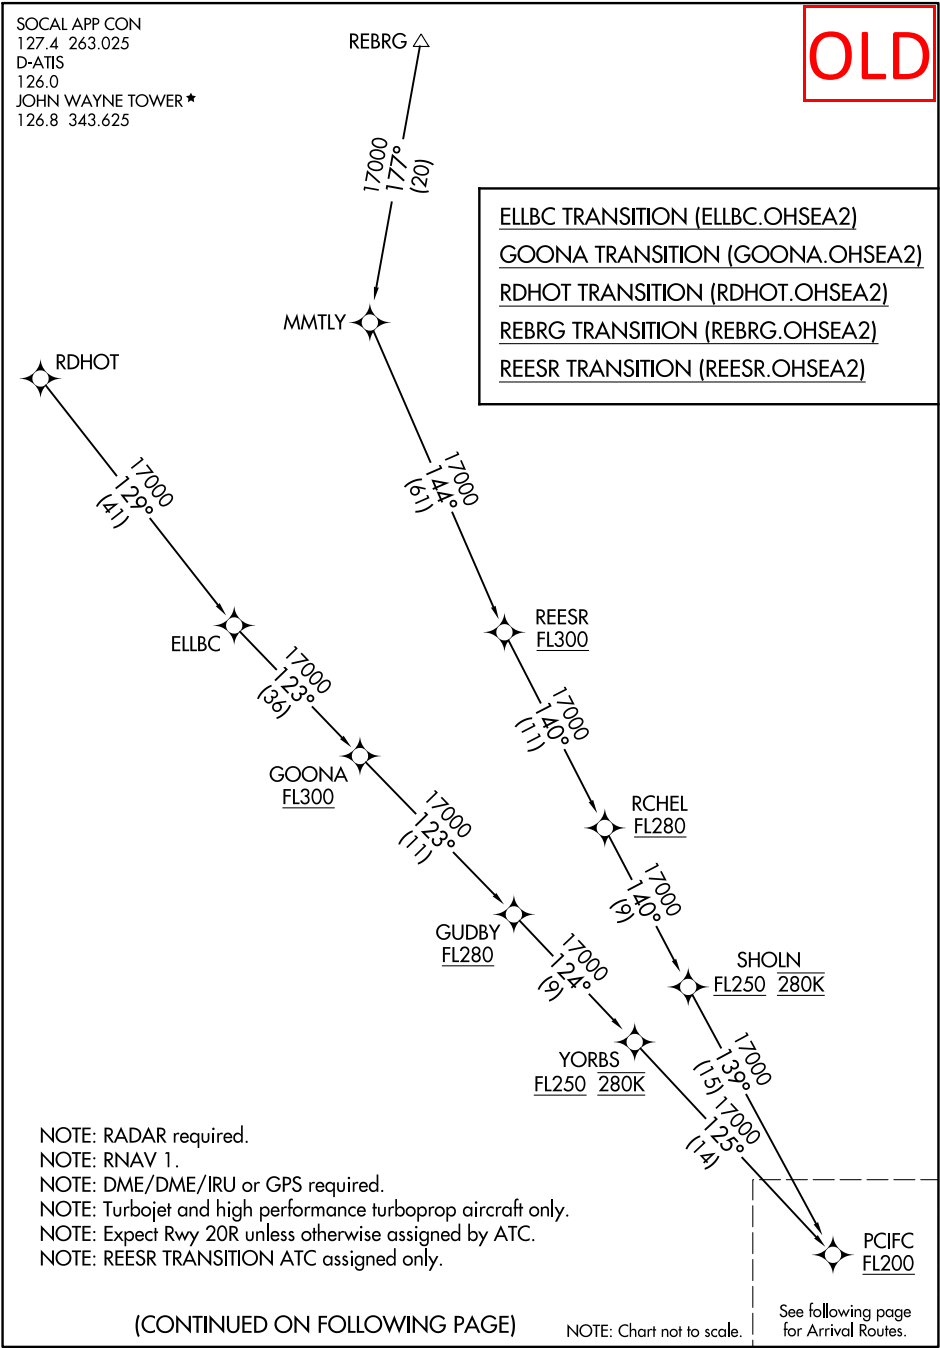 SOCAL APP CON
127.4 263.025
D-ATIS
126.0
JOHN WAYNE TOWER★
126.8 343.625
REBRG
OLD
17000
177°
(20)
ELLBC TRANSITION (ELLBC.OHSEA2)
GOONA TRANSITION (GOONA.OHSEA2)
RDHOT TRANSITION (RDHOT.OHSEA2)
REBRG TRANSITION (REBRG.OHSEA2)
REESR TRANSITION (REESR.OHSEA2)
MMTLY
RDHOT
17000
144°
(61)
17000
129°
(41)
REESR
FL300
ELLBC
17000
123°
(36)
17000
140°
(11)
GOONA
FL300
RCHEL
FL280
17000
123°
(11)
17000
140°
(9)
GUDBY
FL280
17000
124°
(9)
SHOLN
FL250 280K
YORBS
FL250 280K
17000
139°
(15)
17000
125°
(14)
NOTE: RADAR required.
NOTE: RNAV 1.
NOTE: DME/DME/IRU or GPS required.
NOTE: Turbojet and high performance turboprop aircraft only.
NOTE: Expect Rwy 20R unless otherwise assigned by ATC.
NOTE: REESR TRANSITION ATC assigned only.
PCIFC
FL200
(CONTINUED ON FOLLOWING PAGE)
NOTE: Chart not to scale.
See following page
for Arrival Routes.